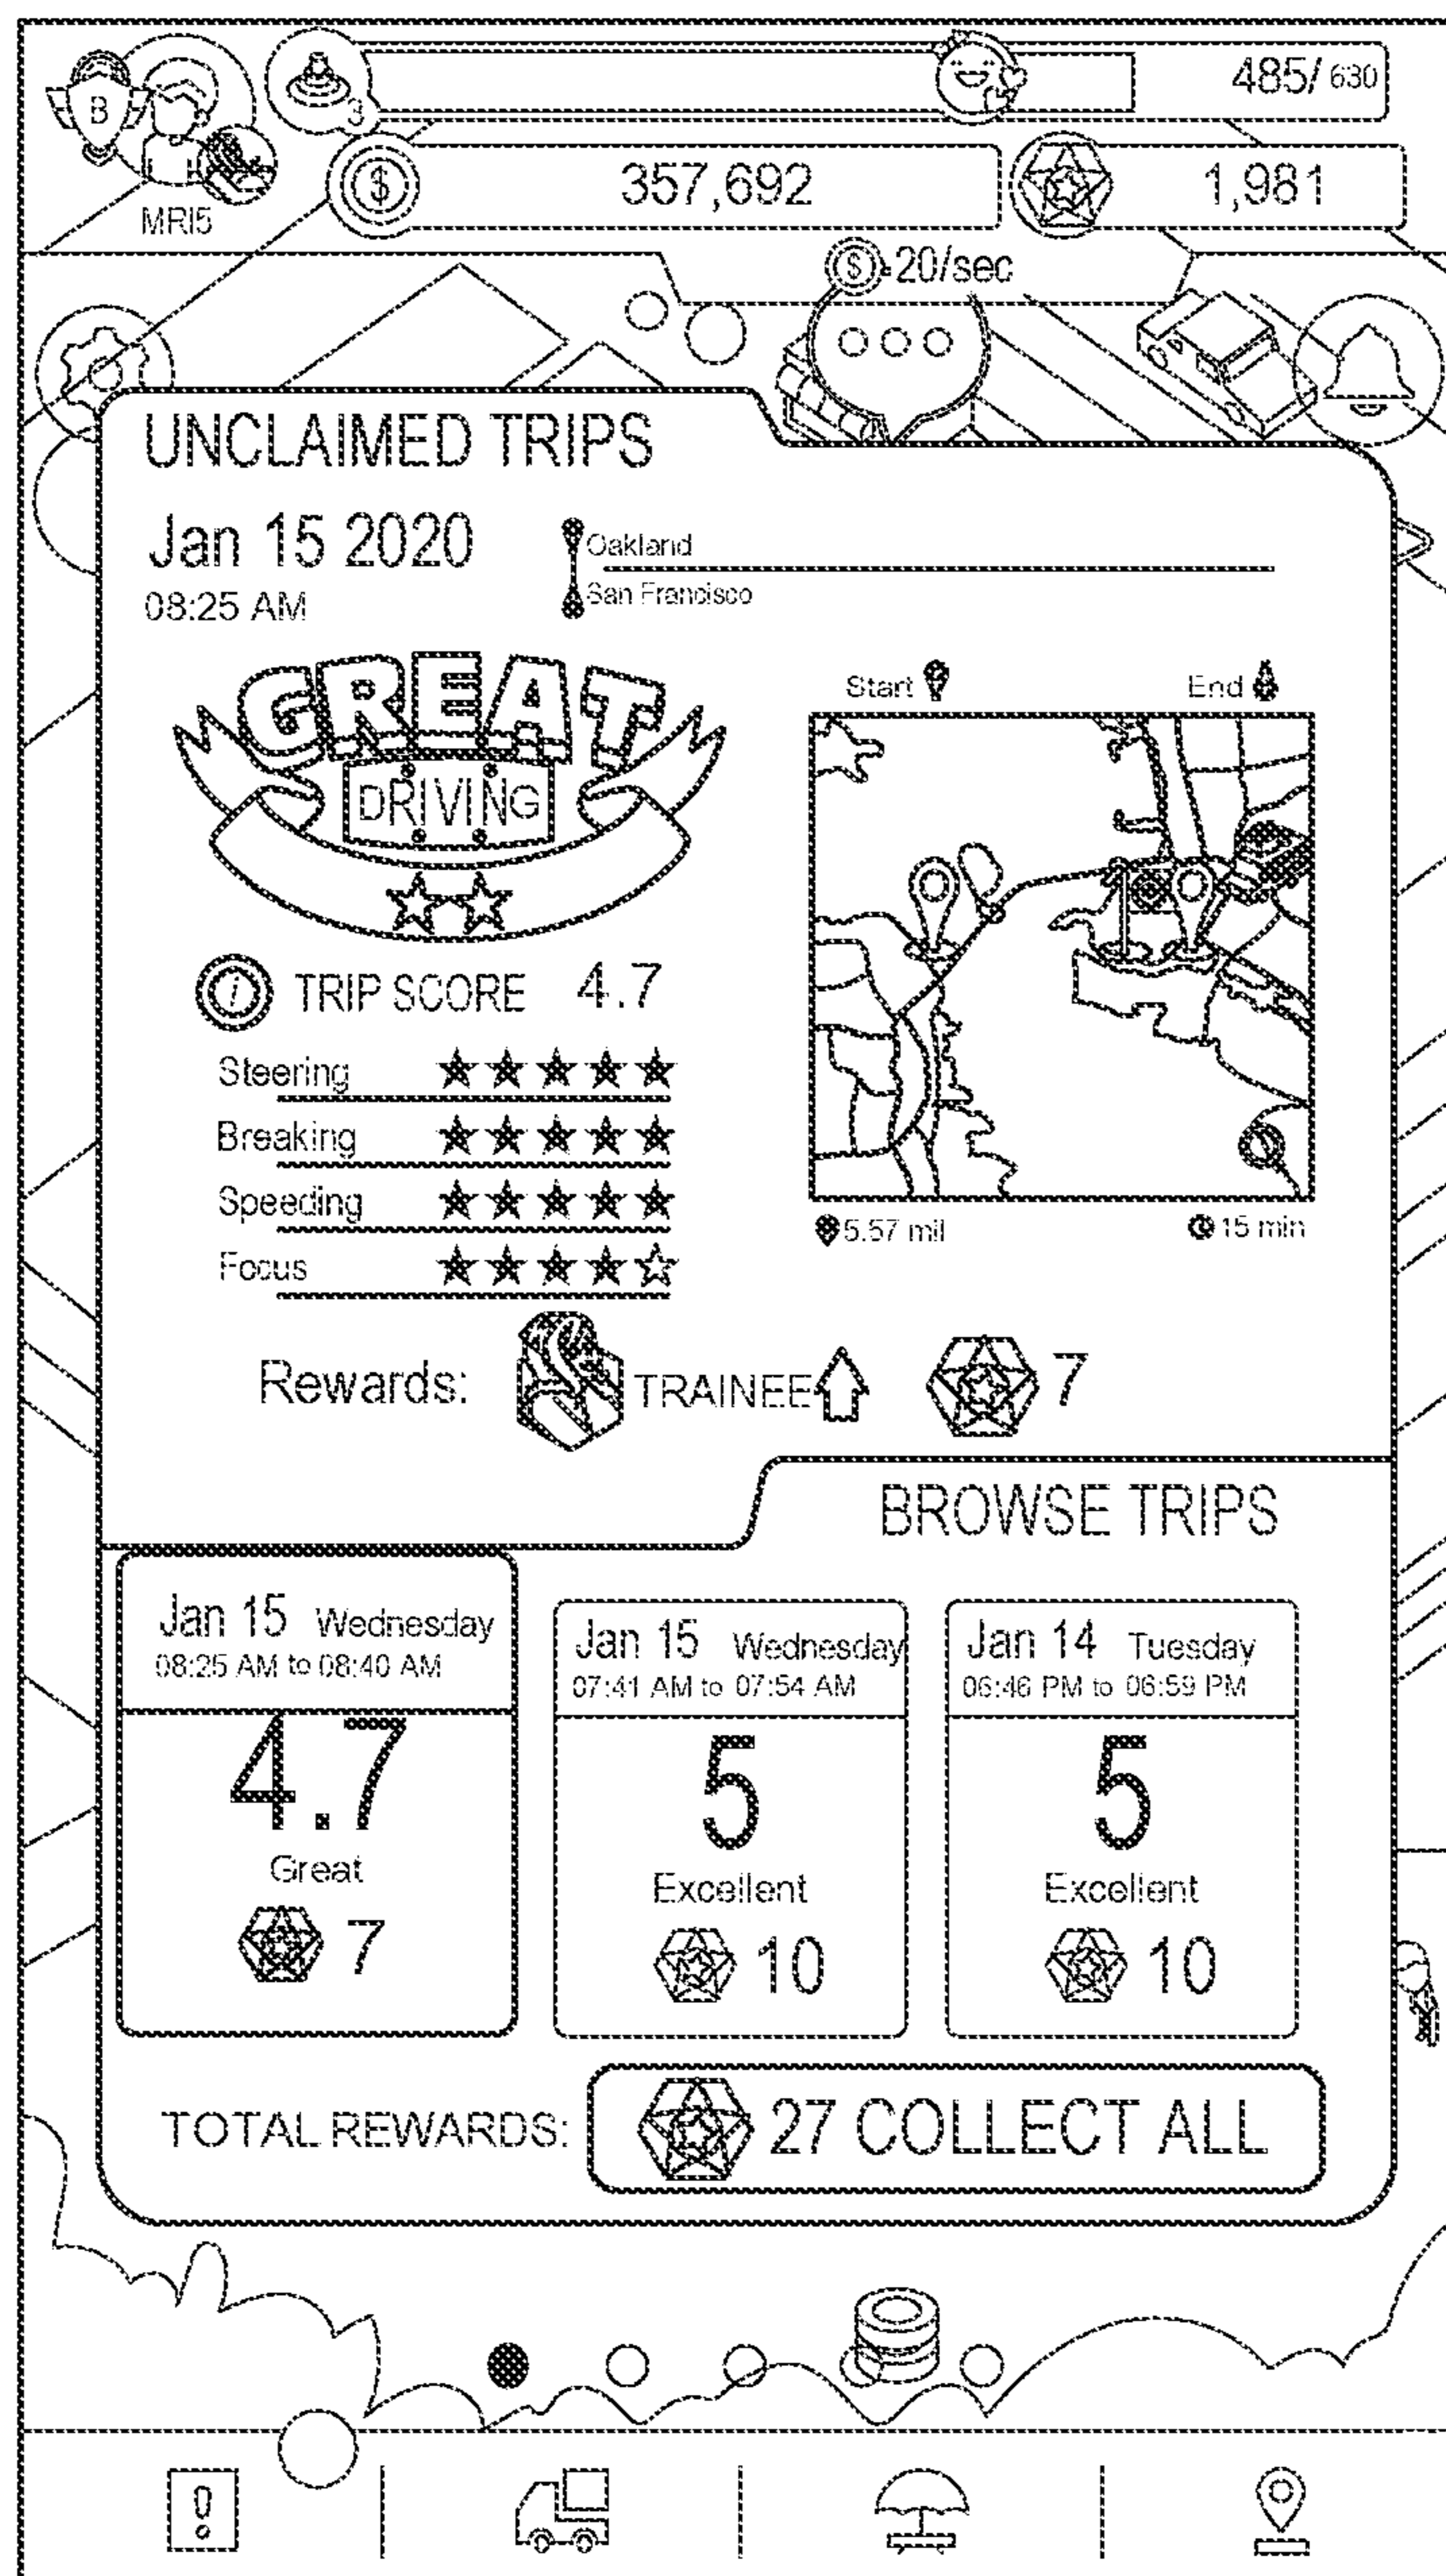 B
3
485/ 630
MRI5
$ 357,692
1,981
$ 20/sec
UNCLAIMED TRIPS
Jan 15 2020
08:25 AM
Oakland
San Francisco
GREAT
DRIVING
Start
End
i TRIP SCORE 4.7
Steering
Breaking
Speeding
Focus
5.57 mil
15 min
Rewards: TRAINEE 7
BROWSE TRIPS
Jan 15 Wednesday
08:25 AM to 08:40 AM
4.7
Great
7
Jan 15 Wednesday
07:41 AM to 07:54 AM
5
Excellent
10
Jan 14 Tuesday
06:46 PM to 06:59 PM
5
Excellent
10
TOTAL REWARDS: 27 COLLECT ALL
!